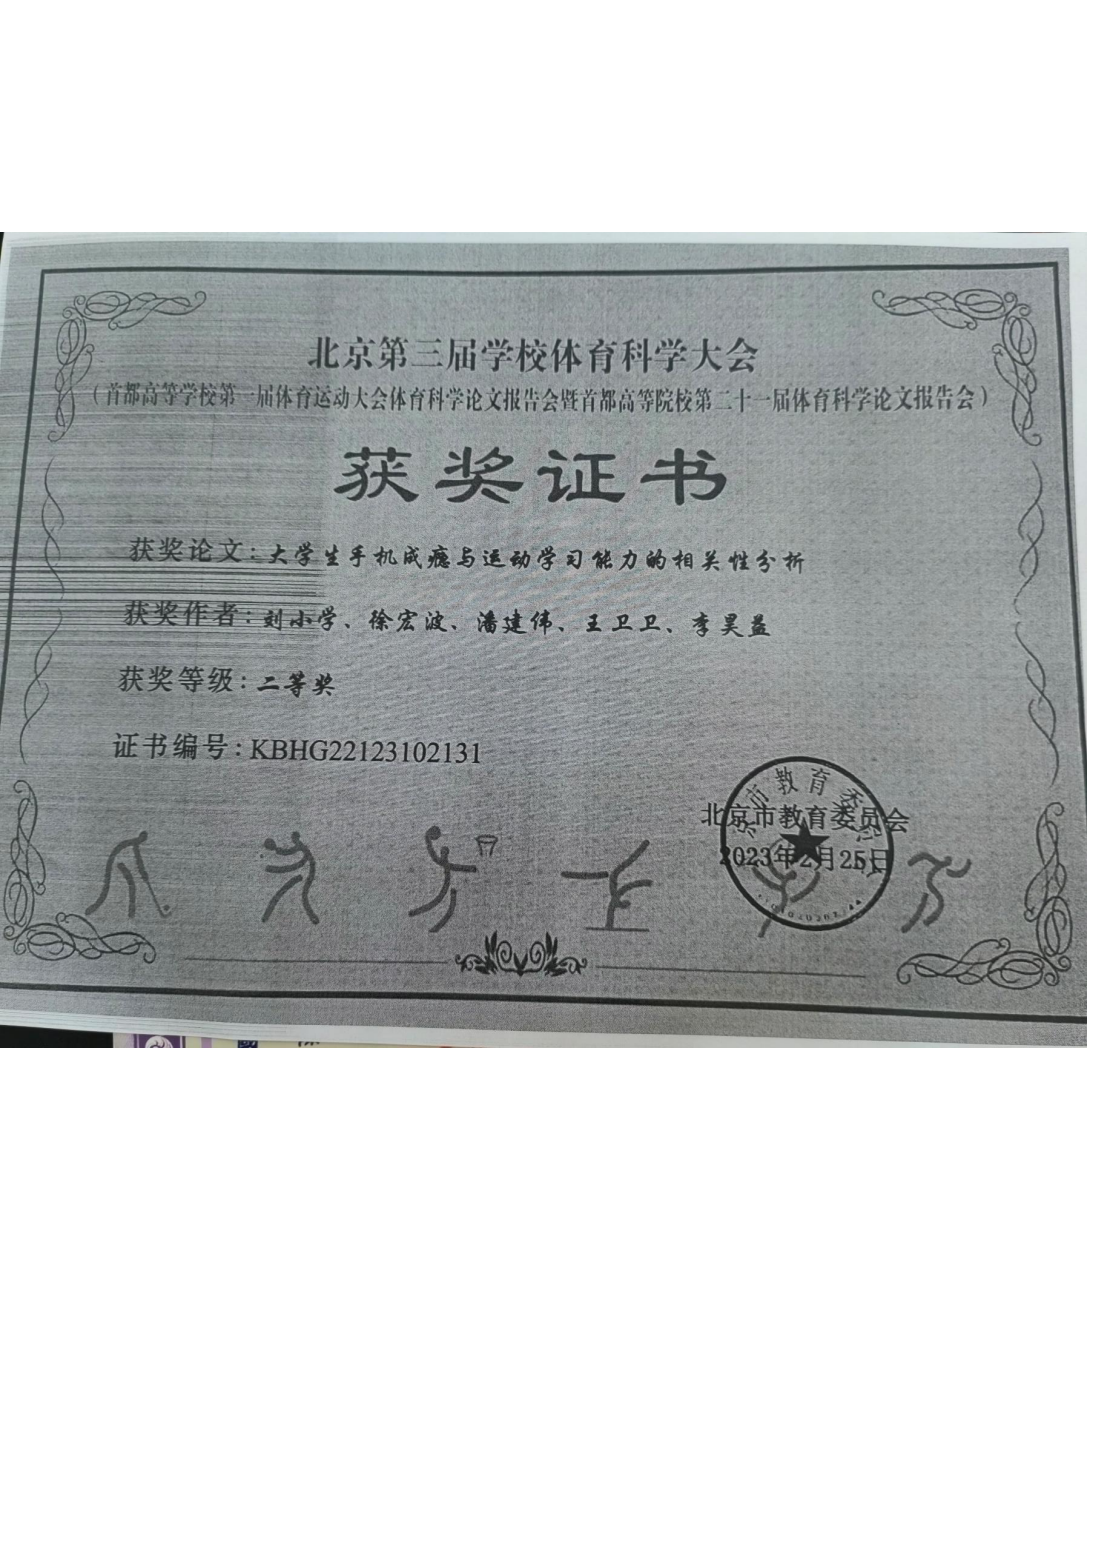 北京第三届学校体育科学大会
（首都高等学校第一届体育运动大会体育科学论文报告会暨首都高等院校第二十一届体育科学论文报告会）
获奖证书
获奖论文：大学生手机成瘾与运动学习能力的相关性分析
获奖作者：刘小学、徐宏波、潘建伟、王卫卫、李昊益
获奖等级：二等奖
证书编号：KBHG22123102131
北京市教育委员会
2023年2月25日